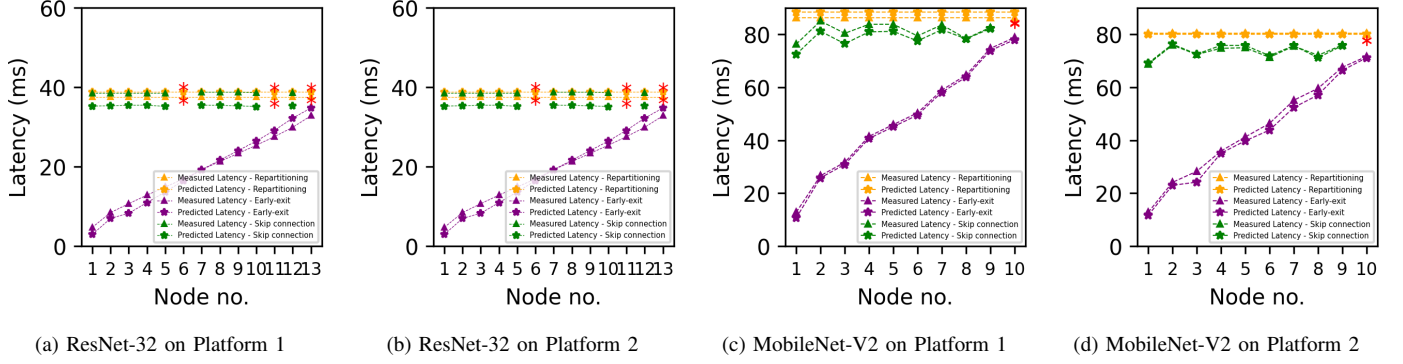 60
40
20
0
Latency (ms)
Measured Latency - Repartitioning
Predicted Latency - Repartitioning
Measured Latency - Early-exit
Predicted Latency - Early-exit
Measured Latency - Skip connection
Predicted Latency - Skip connection
1 2 3 4 5 6 7 8 9 10 11 12 13
Node no.
(a) ResNet-32 on Platform 1
60
40
20
0
Latency (ms)
Measured Latency - Repartitioning
Predicted Latency - Repartitioning
Measured Latency - Early-exit
Predicted Latency - Early-exit
Measured Latency - Skip connection
Predicted Latency - Skip connection
1 2 3 4 5 6 7 8 9 10 11 12 13
Node no.
(b) ResNet-32 on Platform 2
80
60
40
20
0
Latency (ms)
Measured Latency - Repartitioning
Predicted Latency - Repartitioning
Measured Latency - Early-exit
Predicted Latency - Early-exit
Measured Latency - Skip connection
Predicted Latency - Skip connection
1 2 3 4 5 6 7 8 9 10
Node no.
(c) MobileNet-V2 on Platform 1
80
60
40
20
0
Latency (ms)
Measured Latency - Repartitioning
Predicted Latency - Repartitioning
Measured Latency - Early-exit
Predicted Latency - Early-exit
Measured Latency - Skip connection
Predicted Latency - Skip connection
1 2 3 4 5 6 7 8 9 10
Node no.
(d) MobileNet-V2 on Platform 2